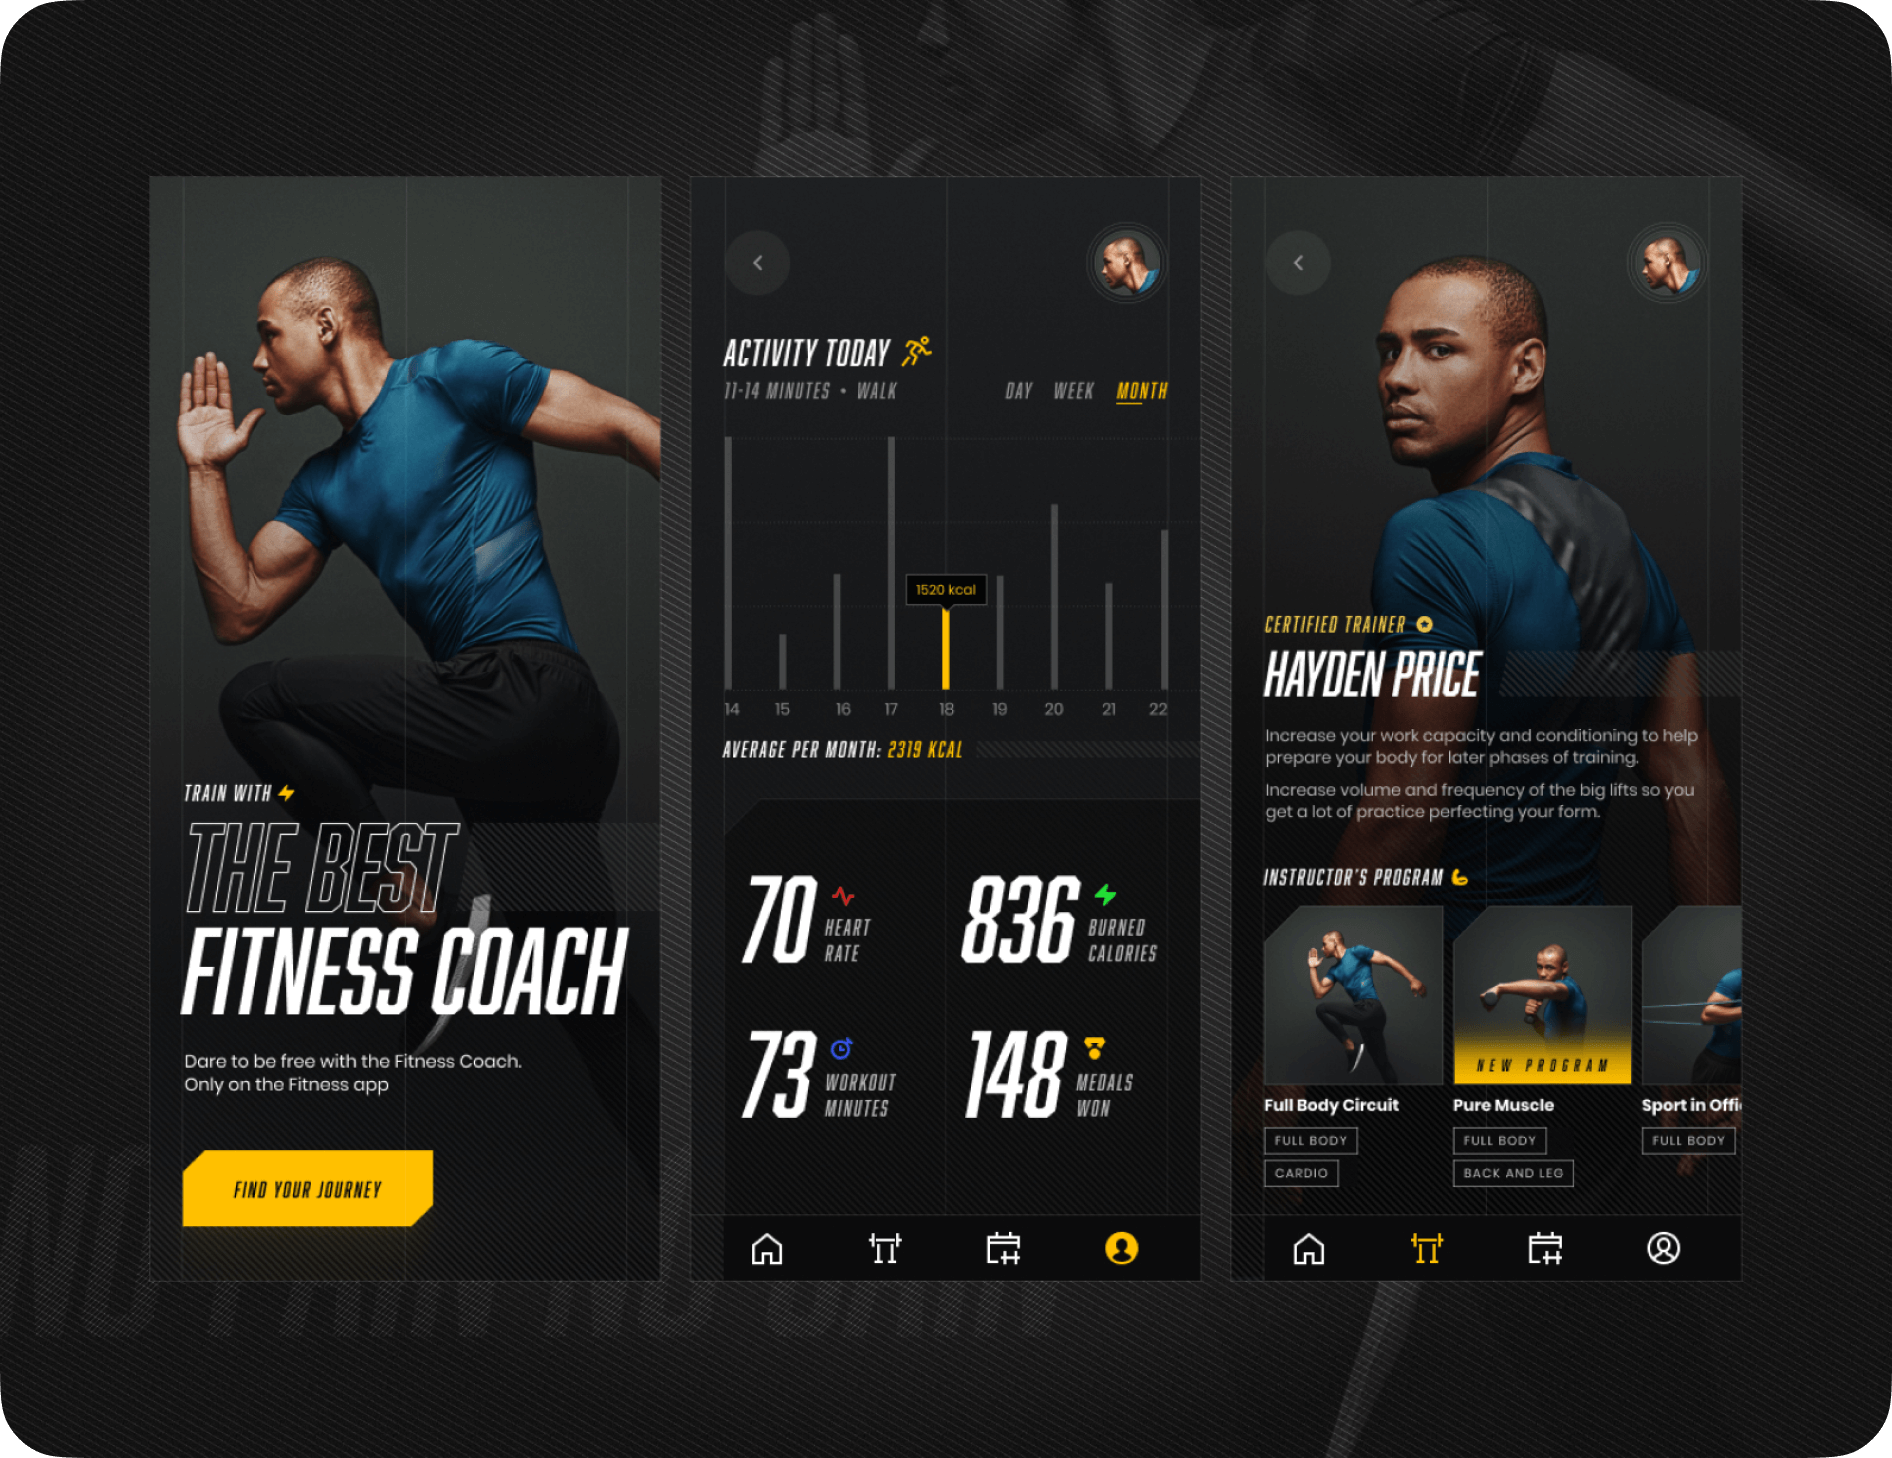 TRAIN WITH
THE BEST
FITNESS COACH
Dare to be free with the Fitness Coach.
Only on the Fitness app
FIND YOUR JOURNEY
ACTIVITY TODAY
11-14 MINUTES • WALK
DAY WEEK MONTH
1520 kcal
14 15 16 17 18 19 20 21 22
AVERAGE PER MONTH: 2319 KCAL
70 HEART
RATE
836 BURNED
CALORIES
73 WORKOUT
MINUTES
148 MEDALS
WON
CERTIFIED TRAINER
HAYDEN PRICE
Increase your work capacity and conditioning to help
prepare your body for later phases of training.
Increase volume and frequency of the big lifts so you
get a lot of practice perfecting your form.
INSTRUCTOR'S PROGRAM
NEW PROGRAM
Full Body Circuit
FULL BODY
CARDIO
Pure Muscle
FULL BODY
BACK AND LEG
Sport in Offi
FULL BODY
NO PAIN NO GAIN